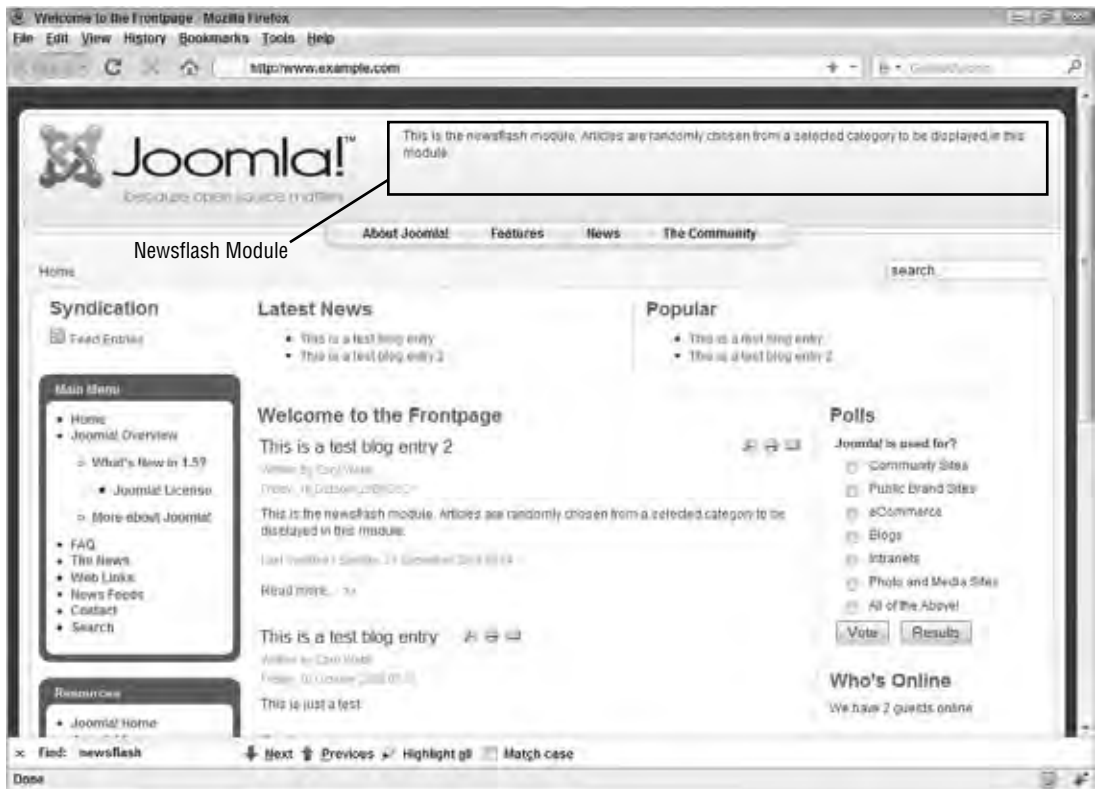 Welcome to the Frontpage - Mozilla Firefox
File Edit View History Bookmarks Tools Help
http://www.example.com
Joomla!™
because open source matters
This is the newsflash module. Articles are randomly chosen from a selected category to be displayed in this
module.
Newsflash Module
About Joomla! Features News The Community
Home
search
Syndication
Feed Entries
Latest News
This is a test blog entry
This is a test blog entry 2
Popular
This is a test blog entry
This is a test blog entry 2
Main Menu
Home
Joomla! Overview
What's New in 1.5?
Joomla! License
More about Joomla!
FAQ
The News
Web Links
News Feeds
Contact
Search
Resources
Joomla! Home
Welcome to the Frontpage
This is a test blog entry 2
Written by
This is the newsflash module. Articles are randomly chosen from a selected category to be
displayed in this module.
Read more...
This is a test blog entry
Written by
This is just a test
Polls
Joomla! is used for?
Community Sites
Public Brand Sites
eCommerce
Blogs
Intranets
Photo and Media Sites
All of the Above!
Vote Results
Who's Online
We have 2 guests online
× Find: newsflash Next Previous Highlight all Match case
Done